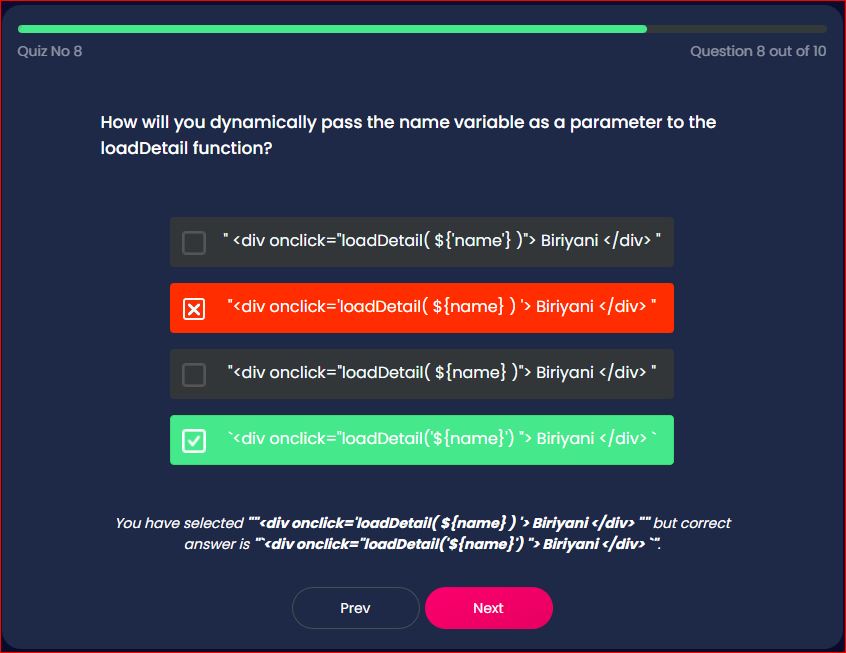 Quiz No 8
Question 8 out of 10
How will you dynamically pass the name variable as a parameter to the
loadDetail function?
" <div onclick="loadDetail( ${'name'} )"> Biriyani </div> "
"<div onclick='loadDetail( ${name} ) '> Biriyani </div> "
"<div onclick="loadDetail( ${name} )"> Biriyani </div> "
`<div onclick="loadDetail('${name}') "> Biriyani </div> `
You have selected ""<div onclick='loadDetail( ${name} ) '> Biriyani </div> "" but correct
answer is "`<div onclick="loadDetail('${name}') "> Biriyani </div> `".
Prev
Next